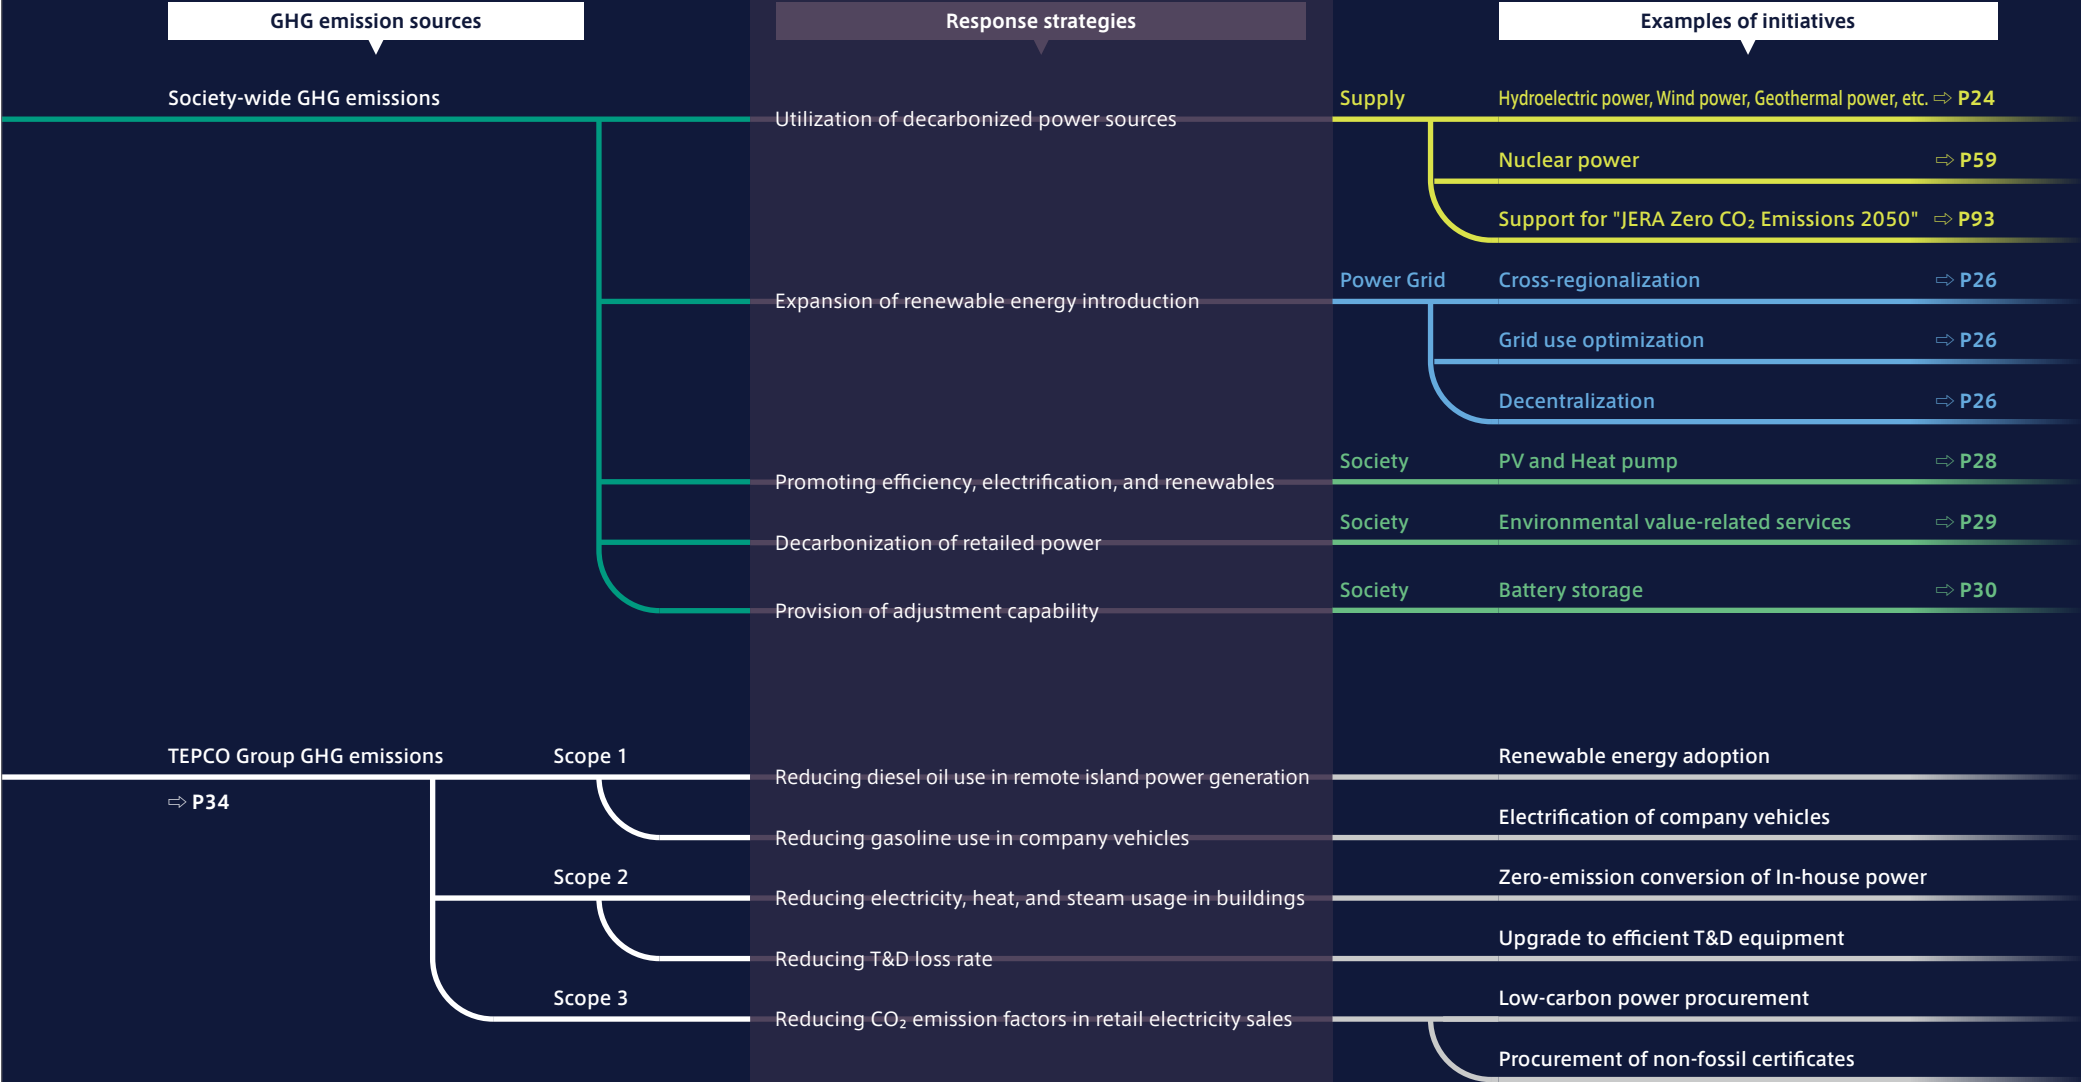 GHG emission sources
Response strategies
Examples of initiatives
Society-wide GHG emissions
Utilization of decarbonized power sources
Supply
Hydroelectric power, Wind power, Geothermal power, etc. ⇨ P24
Nuclear power ⇨ P59
Support for "JERA Zero CO₂ Emissions 2050" ⇨ P93
Expansion of renewable energy introduction
Power Grid
Cross-regionalization ⇨ P26
Grid use optimization ⇨ P26
Decentralization ⇨ P26
Promoting efficiency, electrification, and renewables
Society
PV and Heat pump ⇨ P28
Decarbonization of retailed power
Society
Environmental value-related services ⇨ P29
Provision of adjustment capability
Society
Battery storage ⇨ P30
TEPCO Group GHG emissions
⇨ P34
Scope 1
Reducing diesel oil use in remote island power generation
Renewable energy adoption
Reducing gasoline use in company vehicles
Electrification of company vehicles
Scope 2
Reducing electricity, heat, and steam usage in buildings
Zero-emission conversion of In-house power
Reducing T&D loss rate
Upgrade to efficient T&D equipment
Scope 3
Reducing CO₂ emission factors in retail electricity sales
Low-carbon power procurement
Procurement of non-fossil certificates